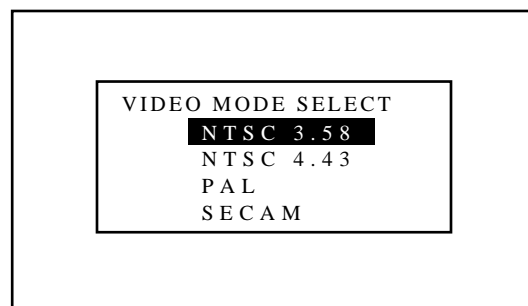 VIDEO MODE SELECT
NTSC 3.58
NTSC 4.43
PAL
SECAM